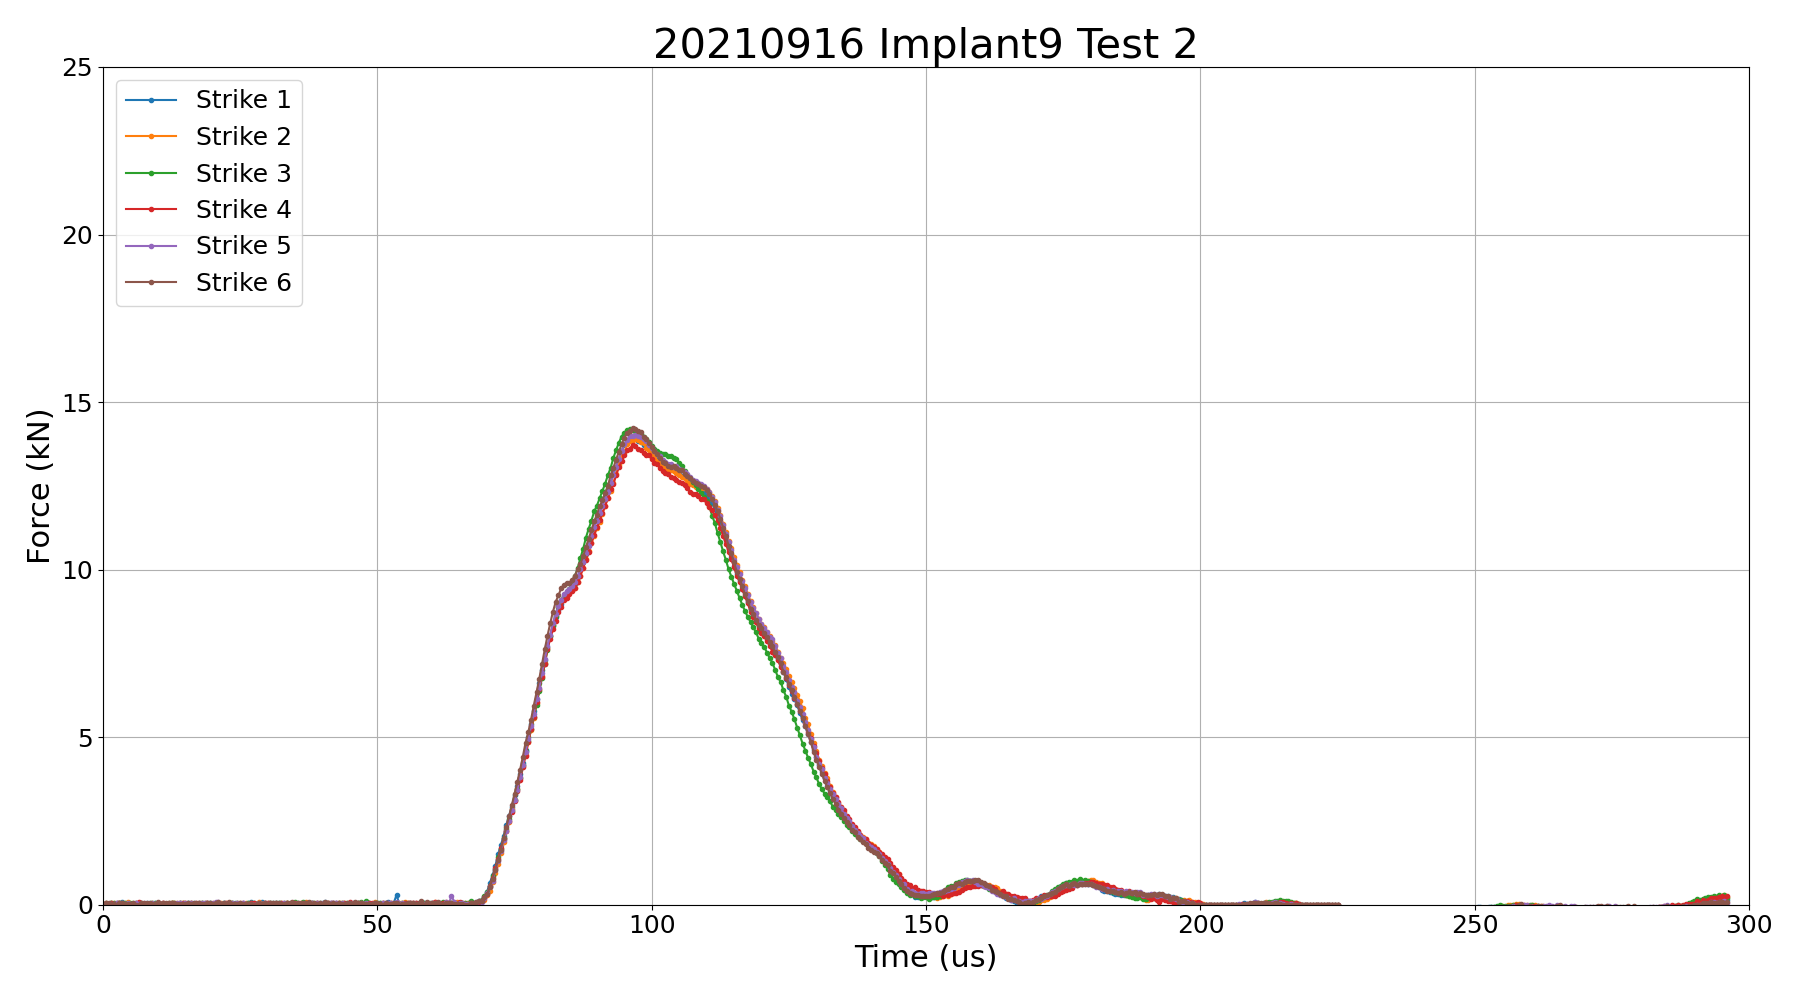 20210916 Implant9 Test 2
25
20
15
10
5
0
Force (kN)
Strike 1
Strike 2
Strike 3
Strike 4
Strike 5
Strike 6
0 50 100 150 200 250 300
Time (us)